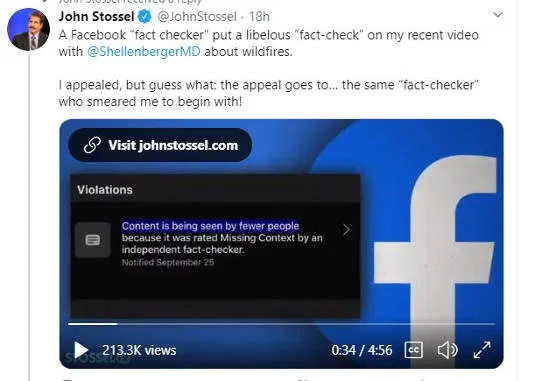 John Stossel @JohnStossel · 18h
A Facebook “fact checker” put a libelous “fact-check” on my recent video
with @ShellenbergerMD about wildfires.
I appealed, but guess what: the appeal goes to... the same “fact-checker”
who smeared me to begin with!
Visit johnstossel.com
Violations
Content is being seen by fewer people
because it was rated Missing Context by an
independent fact-checker.
Notified September 25
STOSSEL
213.3K views
0:34 / 4:56
CC